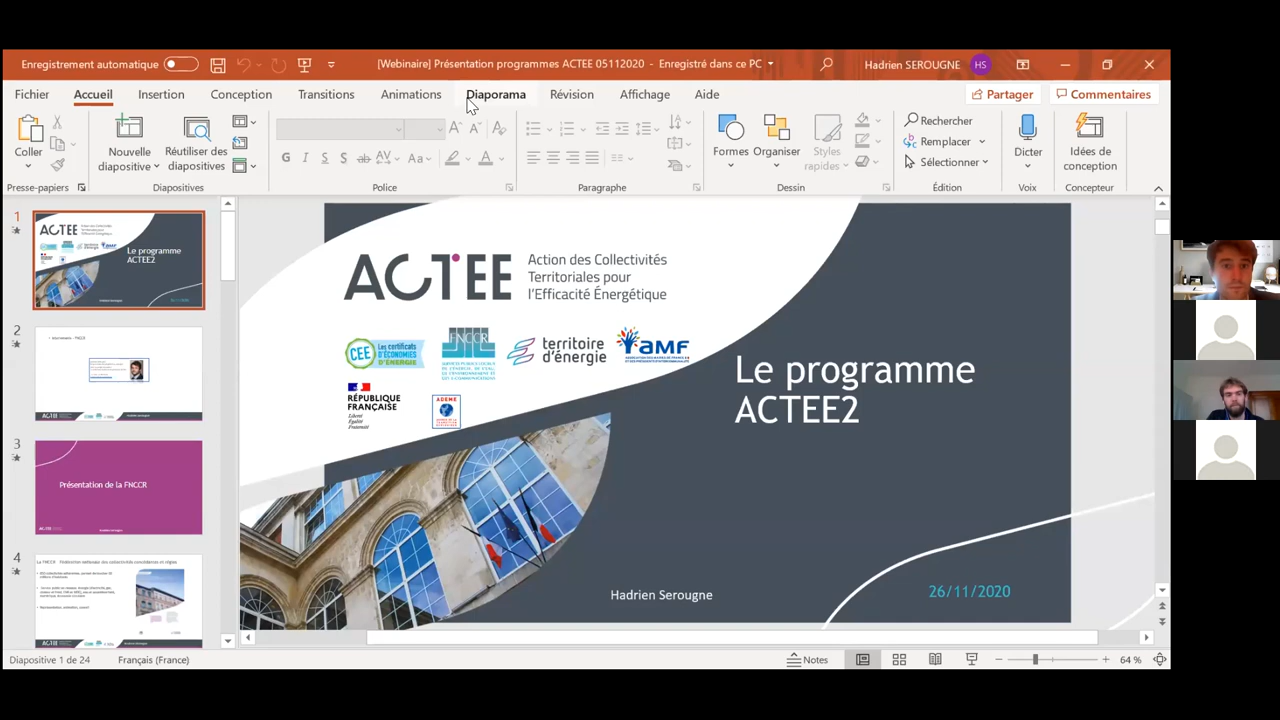 Enregistrement automatique
[Webinaire] Présentation programmes ACTEE 05112020 - Enregistré dans ce PC
Hadrien SEROUGNE
HS
Fichier
Accueil
Insertion
Conception
Transitions
Animations
Diaporama
Révision
Affichage
Aide
Partager
Commentaires
Coller
Nouvelle
diapositive
Réutiliser des
diapositives
G I S S ab AV Aa
Formes
Organiser
Styles
rapides
Rechercher
Remplacer
Sélectionner
Dicter
Idées de
conception
Presse-papiers
Diapositives
Police
Paragraphe
Dessin
Édition
Voix
Concepteur
1
ACTEE
Le programme
ACTEE2
2
3
Présentation de la FNCCR
4
ACTEE
Action des Collectivités
Territoriales pour
l'Efficacité Énergétique
CEE
Les certificats
D'ÉCONOMIES
D'ÉNERGIE
FNCCR
territoire
d'énergie
AMF
RÉPUBLIQUE
FRANÇAISE
Liberté
Égalité
Fraternité
ADEME
Le programme
ACTEE2
Hadrien Serougne
26/11/2020
Diapositive 1 de 24
Français (France)
Notes
64 %